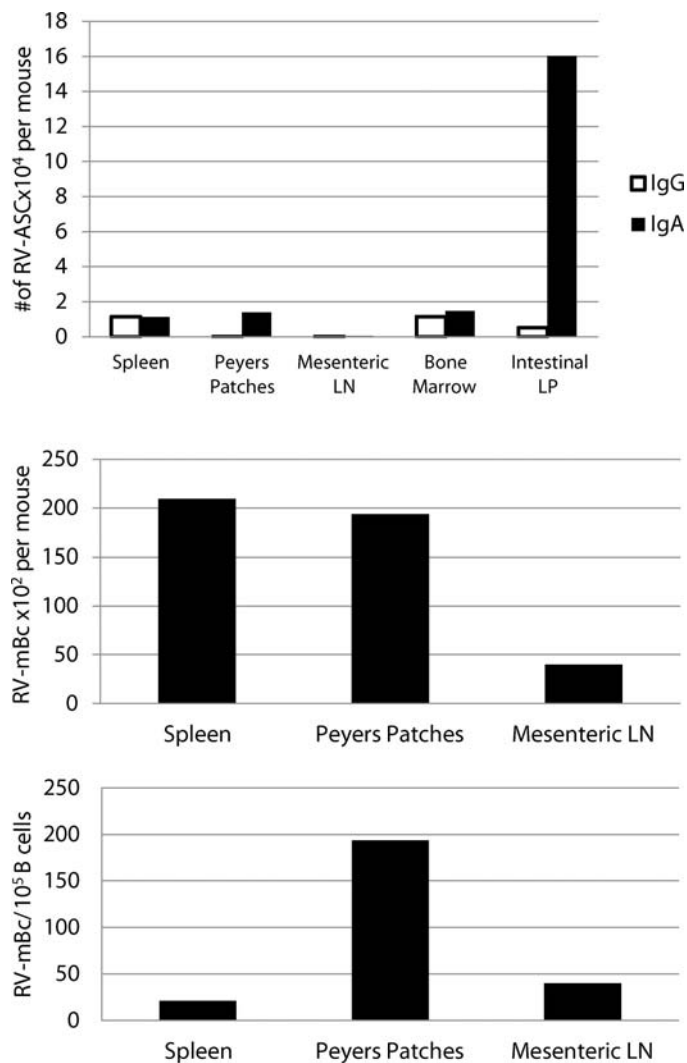 #of RV-ASCx10⁴ per mouse
18
16
14
12
10
8
6
4
2
0
Spleen
Peyers
Patches
Mesenteric
LN
Bone
Marrow
Intestinal
LP
IgG
IgA
RV-mBc x10² per mouse
250
200
150
100
50
0
Spleen
Peyers Patches
Mesenteric LN
RV-mBc/10⁵ B cells
250
200
150
100
50
0
Spleen
Peyers Patches
Mesenteric LN